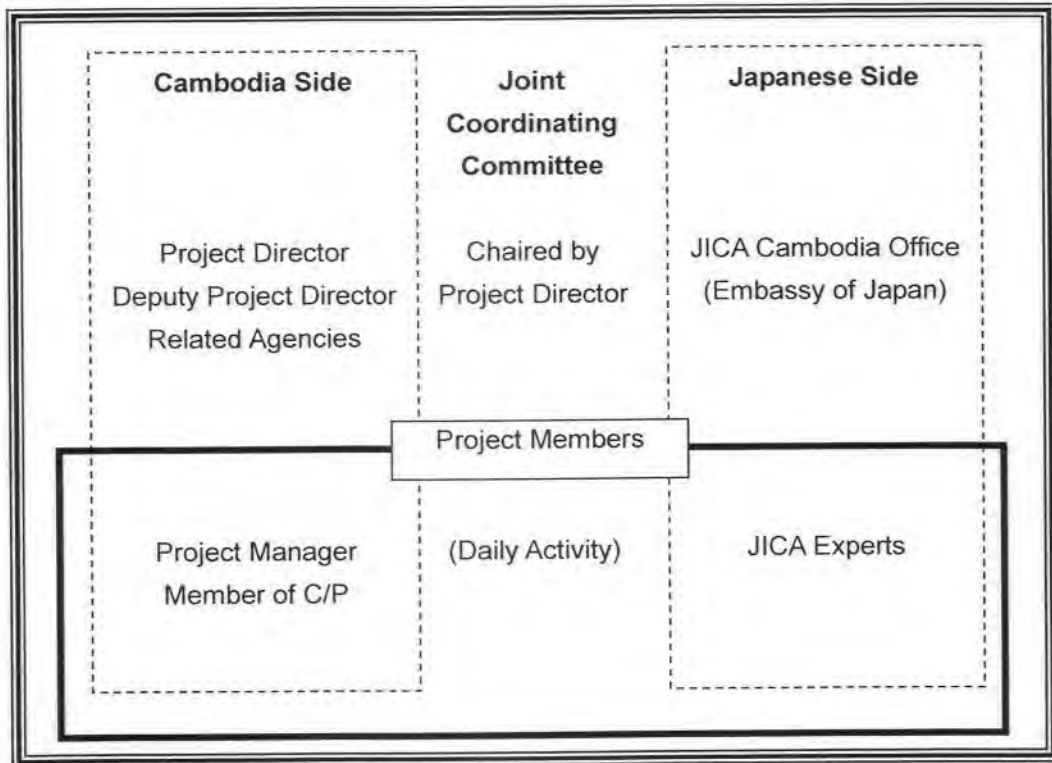 Cambodia Side
Project Director
Deputy Project Director
Related Agencies
Joint
Coordinating
Committee
Chaired by
Project Director
Japanese Side
JICA Cambodia Office
(Embassy of Japan)
Project Members
Project Manager
Member of C/P
(Daily Activity)
JICA Experts